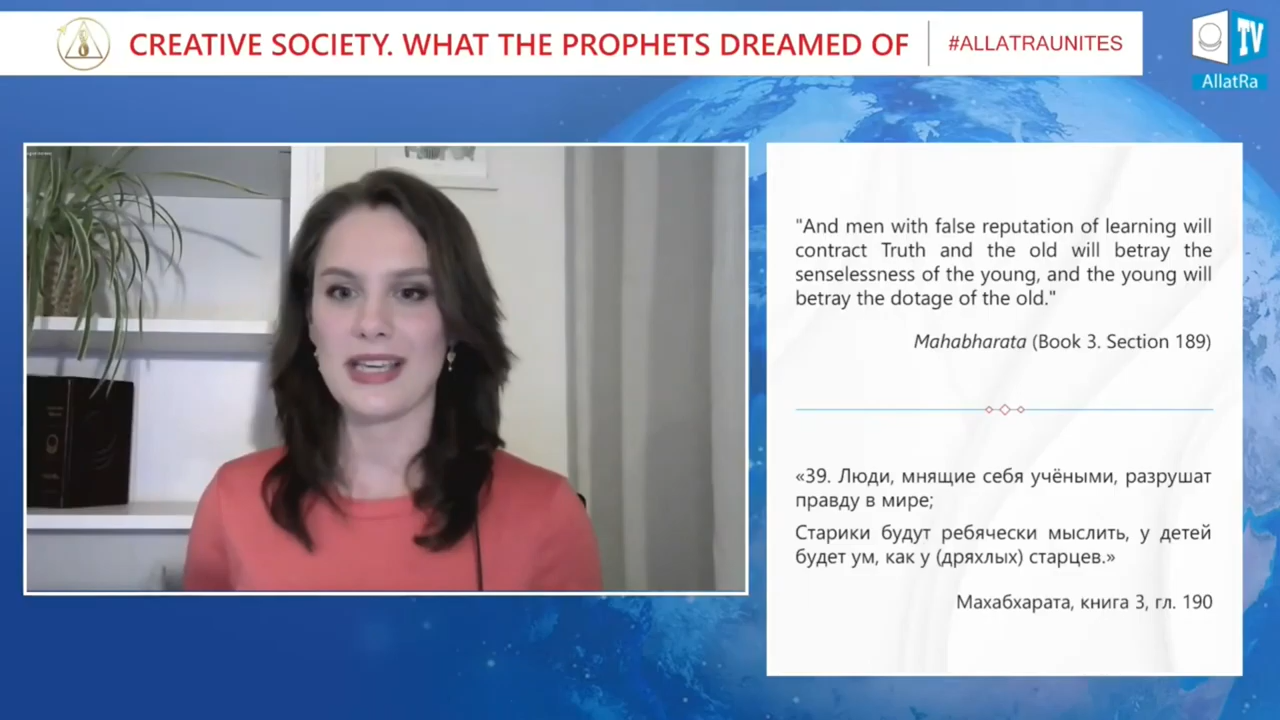 CREATIVE SOCIETY. WHAT THE PROPHETS DREAMED OF
#ALLATRAUNITES
TV
AllatRa
"And men with false reputation of learning will
contract Truth and the old will betray the
senselessness of the young, and the young will
betray the dotage of the old."
Mahabharata (Book 3. Section 189)
«39. Люди, мнящие себя учёными, разрушат
правду в мире;
Старики будут ребячески мыслить, у детей
будет ум, как у (дряхлых) старцев.»
Махабхарата, книга 3, гл. 190